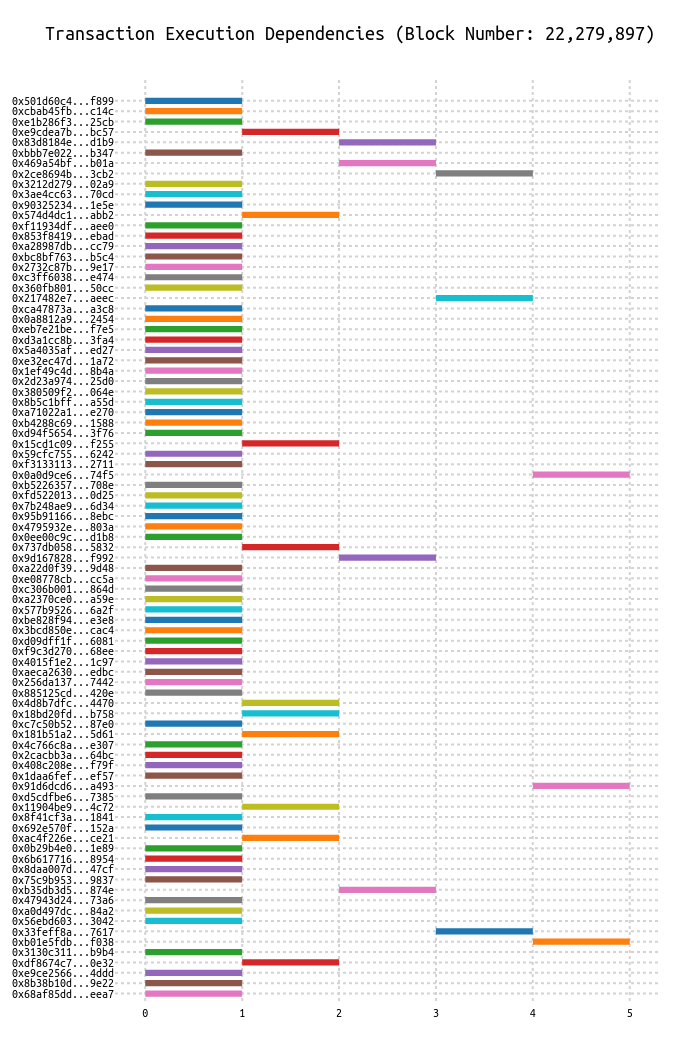 Transaction Execution Dependencies (Block Number: 22,279,897)
0x501d60c4...f899
0xcbab45fb...c14c
0xe1b286f3...25cb
0xe9cdea7b...bc57
0x83d8184e...d1b9
0xbbb7e022...b347
0x469a54bf...b01a
0x2ce8694b...3cb2
0x3212d279...02a9
0x3ae4cc63...70cd
0x90325234...1e5e
0x574d4dc1...abb2
0xf11934df...aee0
0x853f8419...ebad
0xa28987db...cc79
0xbc8bf763...b5c4
0x2732c87b...9e17
0xc3ff6038...e474
0x360fb801...50cc
0x217482e7...aeec
0xca47873a...a3c8
0x0a8812a9...2454
0xeb7e21be...f7e5
0xd3a1cc8b...3fa4
0x5a4035af...ed27
0xe32ec47d...1a72
0x1ef49c4d...8b4a
0x2d23a974...25d0
0x380509f2...064e
0x8b5c1bff...a55d
0xa71022a1...e270
0xb4288c69...1588
0xd94f5654...3f76
0x15cd1c09...f255
0x59cfc755...6242
0xf3133113...2711
0x0a0d9ce6...74f5
0xb5226357...708e
0xfd522013...0d25
0x7b248ae9...6d34
0x95b91166...8ebc
0x4795932e...803a
0x0ee00c9c...d1b8
0x737db058...5832
0x9d167828...f992
0xa22d0f39...9d48
0xe08778cb...cc5a
0xc306b001...864d
0xa2370ce0...a59e
0x577b9526...6a2f
0xbe828f94...e3e8
0x3bcd850e...cac4
0xd09dff1f...6081
0xf9c3d270...68ee
0x4015f1e2...1c97
0xaeca2630...edbc
0x256da137...7442
0x885125cd...420e
0x4d8b7dfc...4470
0x18bd20fd...b758
0xc7c50b52...87e0
0x181b51a2...5d61
0x4c766c8a...e307
0x2cacbb3a...64bc
0x408c208e...f79f
0x1daa6fef...ef57
0x91d6dcd6...a493
0xd5cdfbe6...7385
0x11904be9...4c72
0x8f41cf3a...1841
0x692e570f...152a
0xac4f226e...ce21
0x0b29b4e0...1e89
0x6b617716...8954
0x8daa007d...47cf
0x75c9b953...9837
0xb35db3d5...874e
0x47943d24...73a6
0xa0d497dc...84a2
0x56ebd603...3042
0x33feff8a...7617
0xb01e5fdb...f038
0x3130c311...b9b4
0xdf8674c7...0e32
0xe9ce2566...4ddd
0x8b38b10d...9e22
0x68af85dd...eea7
0 1 2 3 4 5